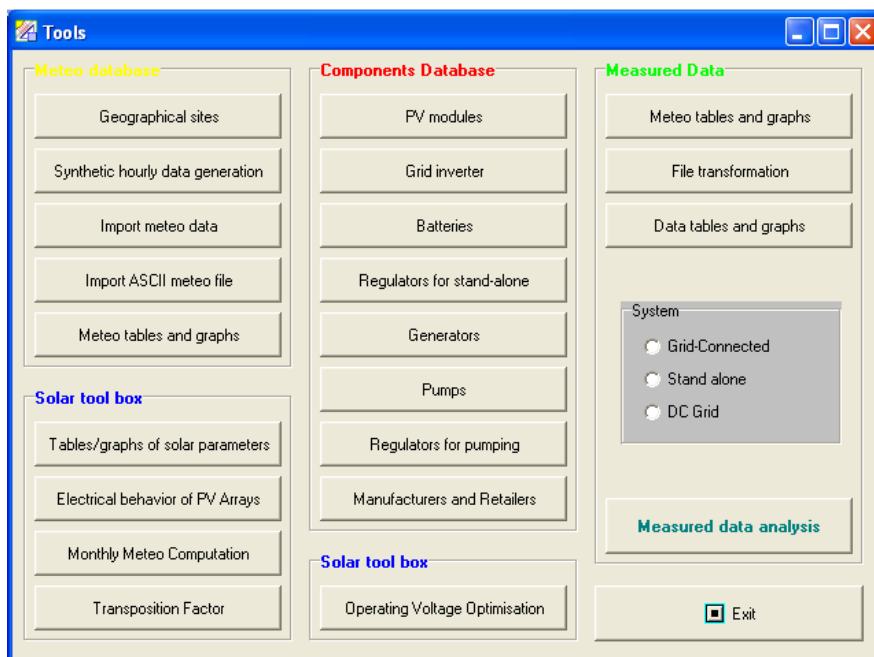 Tools
Meteo database
Geographical sites
Synthetic hourly data generation
Import meteo data
Import ASCII meteo file
Meteo tables and graphs
Solar tool box
Tables/graphs of solar parameters
Electrical behavior of PV Arrays
Monthly Meteo Computation
Transposition Factor
Components Database
PV modules
Grid inverter
Batteries
Regulators for stand-alone
Generators
Pumps
Regulators for pumping
Manufacturers and Retailers
Solar tool box
Operating Voltage Optimisation
Measured Data
Meteo tables and graphs
File transformation
Data tables and graphs
System
Grid-Connected
Stand alone
DC Grid
Measured data analysis
Exit